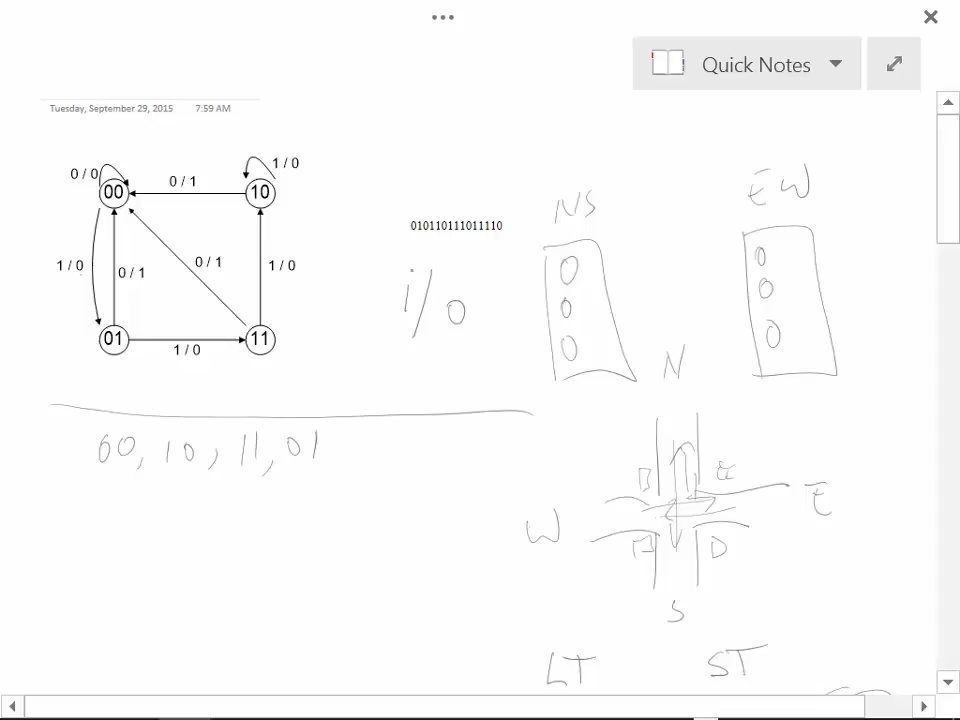 Quick Notes
Tuesday, September 29, 2015 7:59 AM
0 / 0
00
0 / 1
10
1 / 0
1 / 0
0 / 1
0 / 1
1 / 0
01
1 / 0
11
010110111011110
i/o
NS
EW
00, 10, 11, 01
N
W
E
S
D
LT
ST